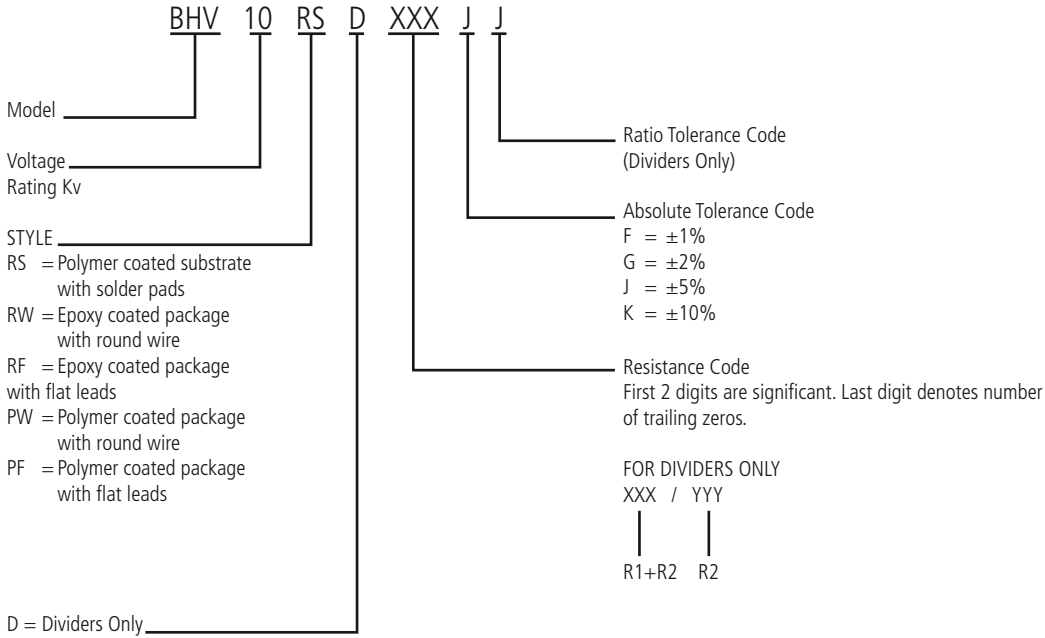 BHV 10 RS D XXX J J
Model
Voltage
Rating Kv
STYLE
RS = Polymer coated substrate
with solder pads
RW = Epoxy coated package
with round wire
RF = Epoxy coated package
with flat leads
PW = Polymer coated package
with round wire
PF = Polymer coated package
with flat leads
D = Dividers Only
Ratio Tolerance Code
(Dividers Only)
Absolute Tolerance Code
F = ±1%
G = ±2%
J = ±5%
K = ±10%
Resistance Code
First 2 digits are significant. Last digit denotes number
of trailing zeros.
FOR DIVIDERS ONLY
XXX / YYY
R1+R2 R2